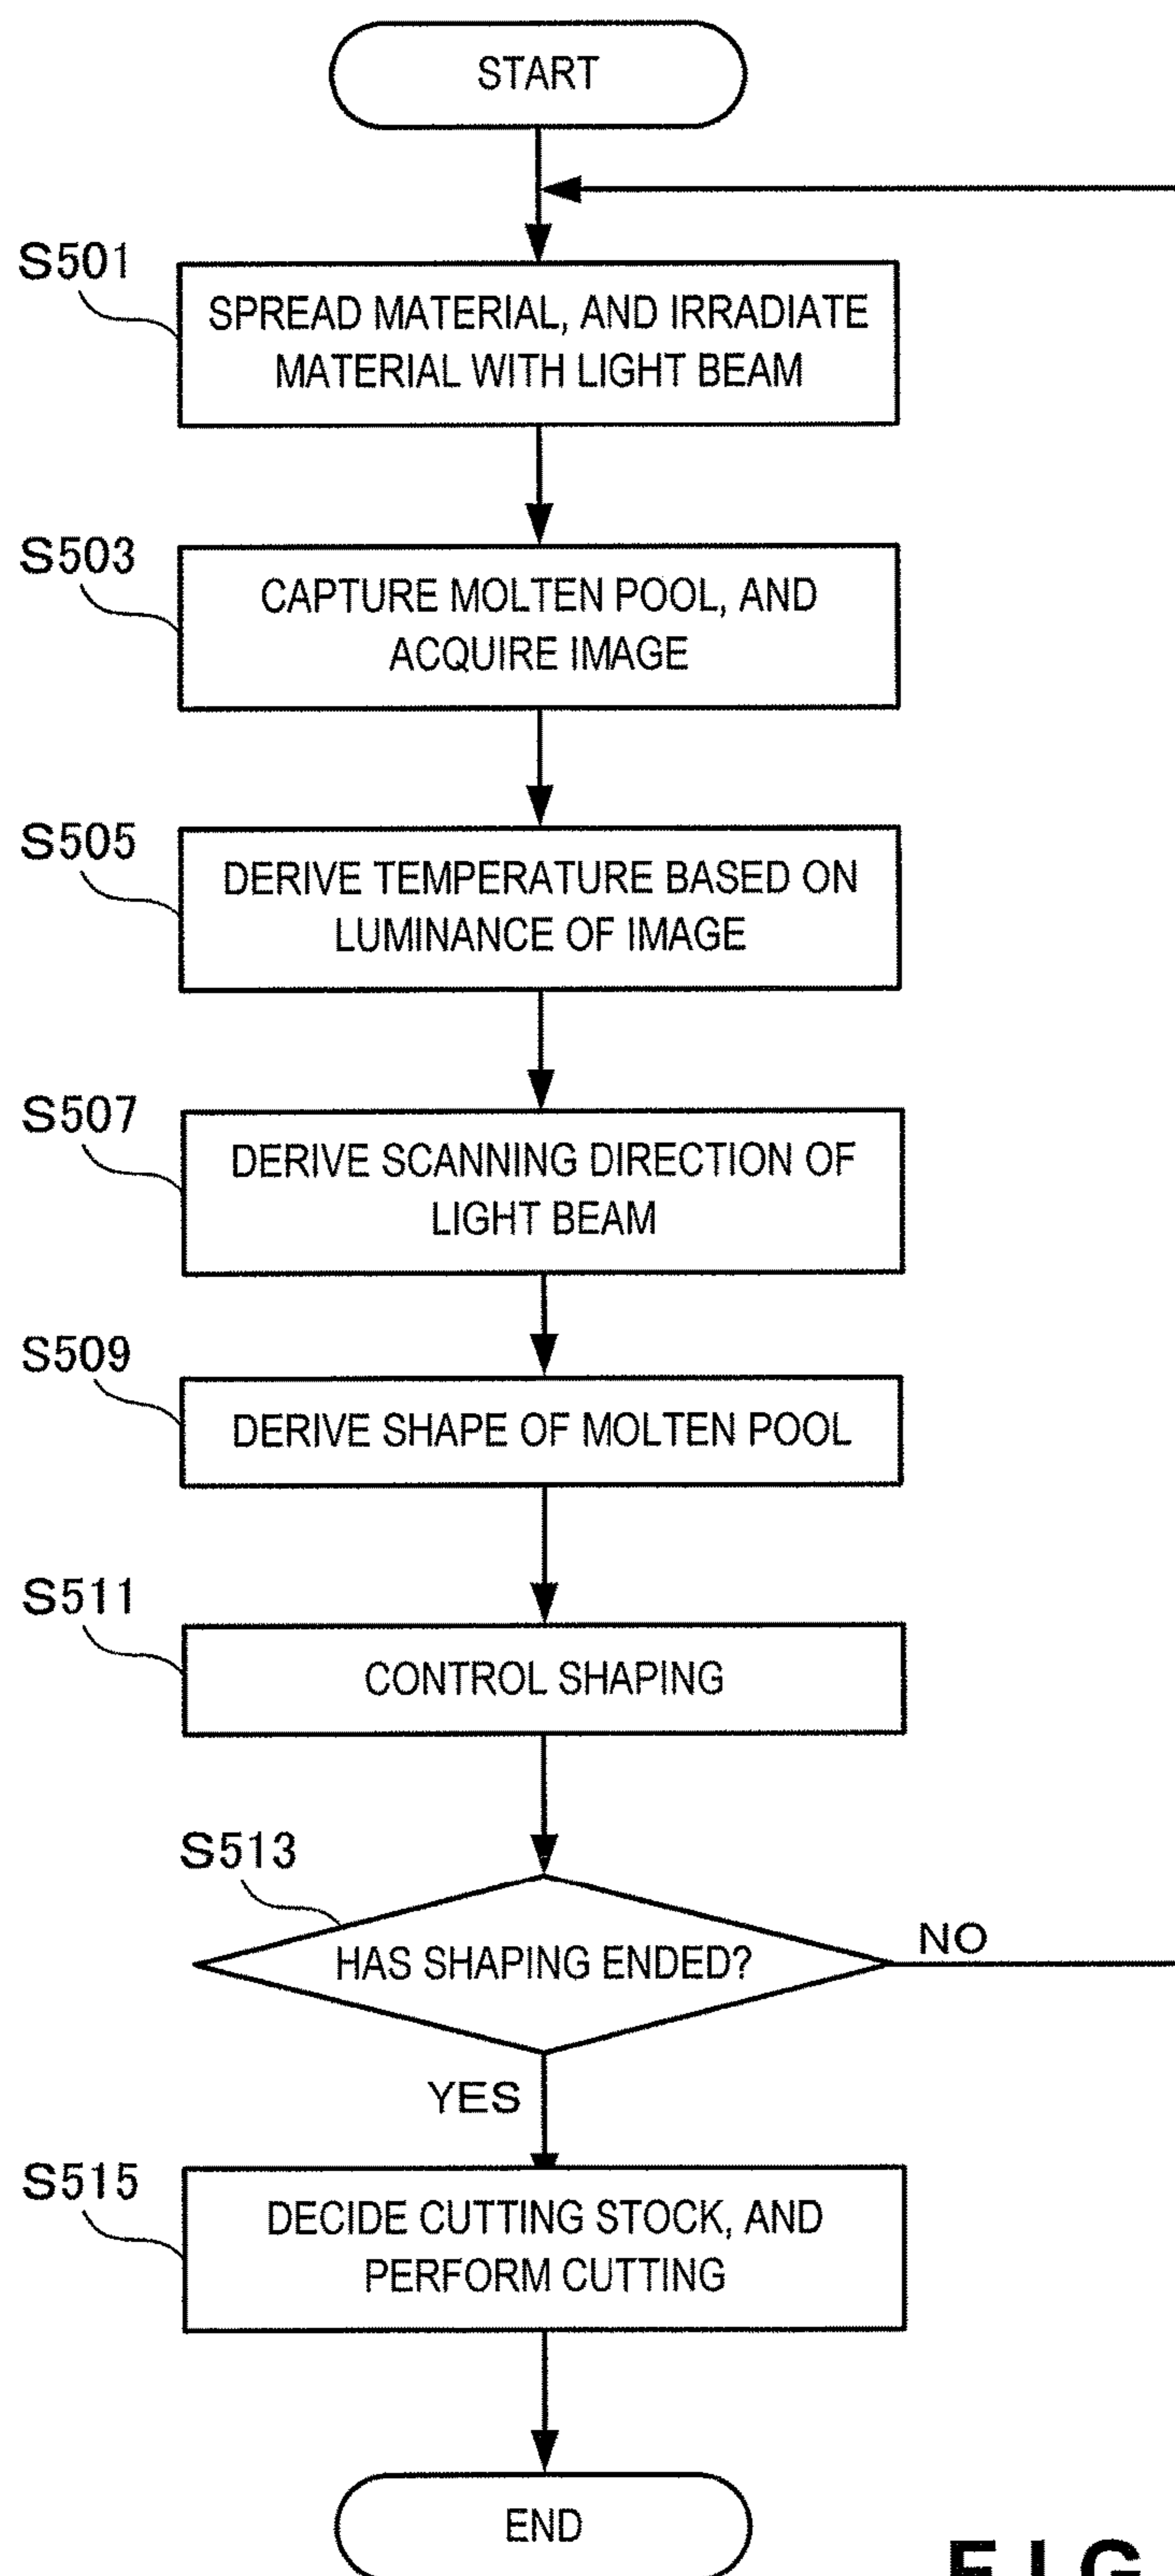 START
S501
SPREAD MATERIAL, AND IRRADIATE
MATERIAL WITH LIGHT BEAM
S503
CAPTURE MOLTEN POOL, AND
ACQUIRE IMAGE
S505
DERIVE TEMPERATURE BASED ON
LUMINANCE OF IMAGE
S507
DERIVE SCANNING DIRECTION OF
LIGHT BEAM
S509
DERIVE SHAPE OF MOLTEN POOL
S511
CONTROL SHAPING
S513
HAS SHAPING ENDED?
NO
YES
S515
DECIDE CUTTING STOCK, AND
PERFORM CUTTING
END
FIG